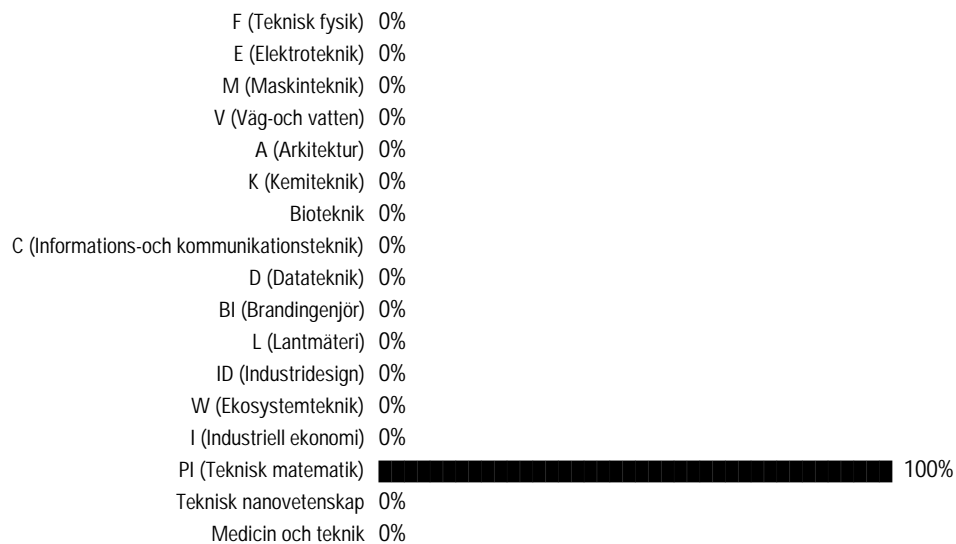 F (Teknisk fysik) 0%
E (Elektroteknik) 0%
M (Maskinteknik) 0%
V (Väg-och vatten) 0%
A (Arkitektur) 0%
K (Kemiteknik) 0%
Bioteknik 0%
C (Informations-och kommunikationsteknik) 0%
D (Datateknik) 0%
BI (Brandingenjör) 0%
L (Lantmäteri) 0%
ID (Industridesign) 0%
W (Ekosystemteknik) 0%
I (Industriell ekonomi) 0%
PI (Teknisk matematik) 100%
Teknisk nanovetenskap 0%
Medicin och teknik 0%